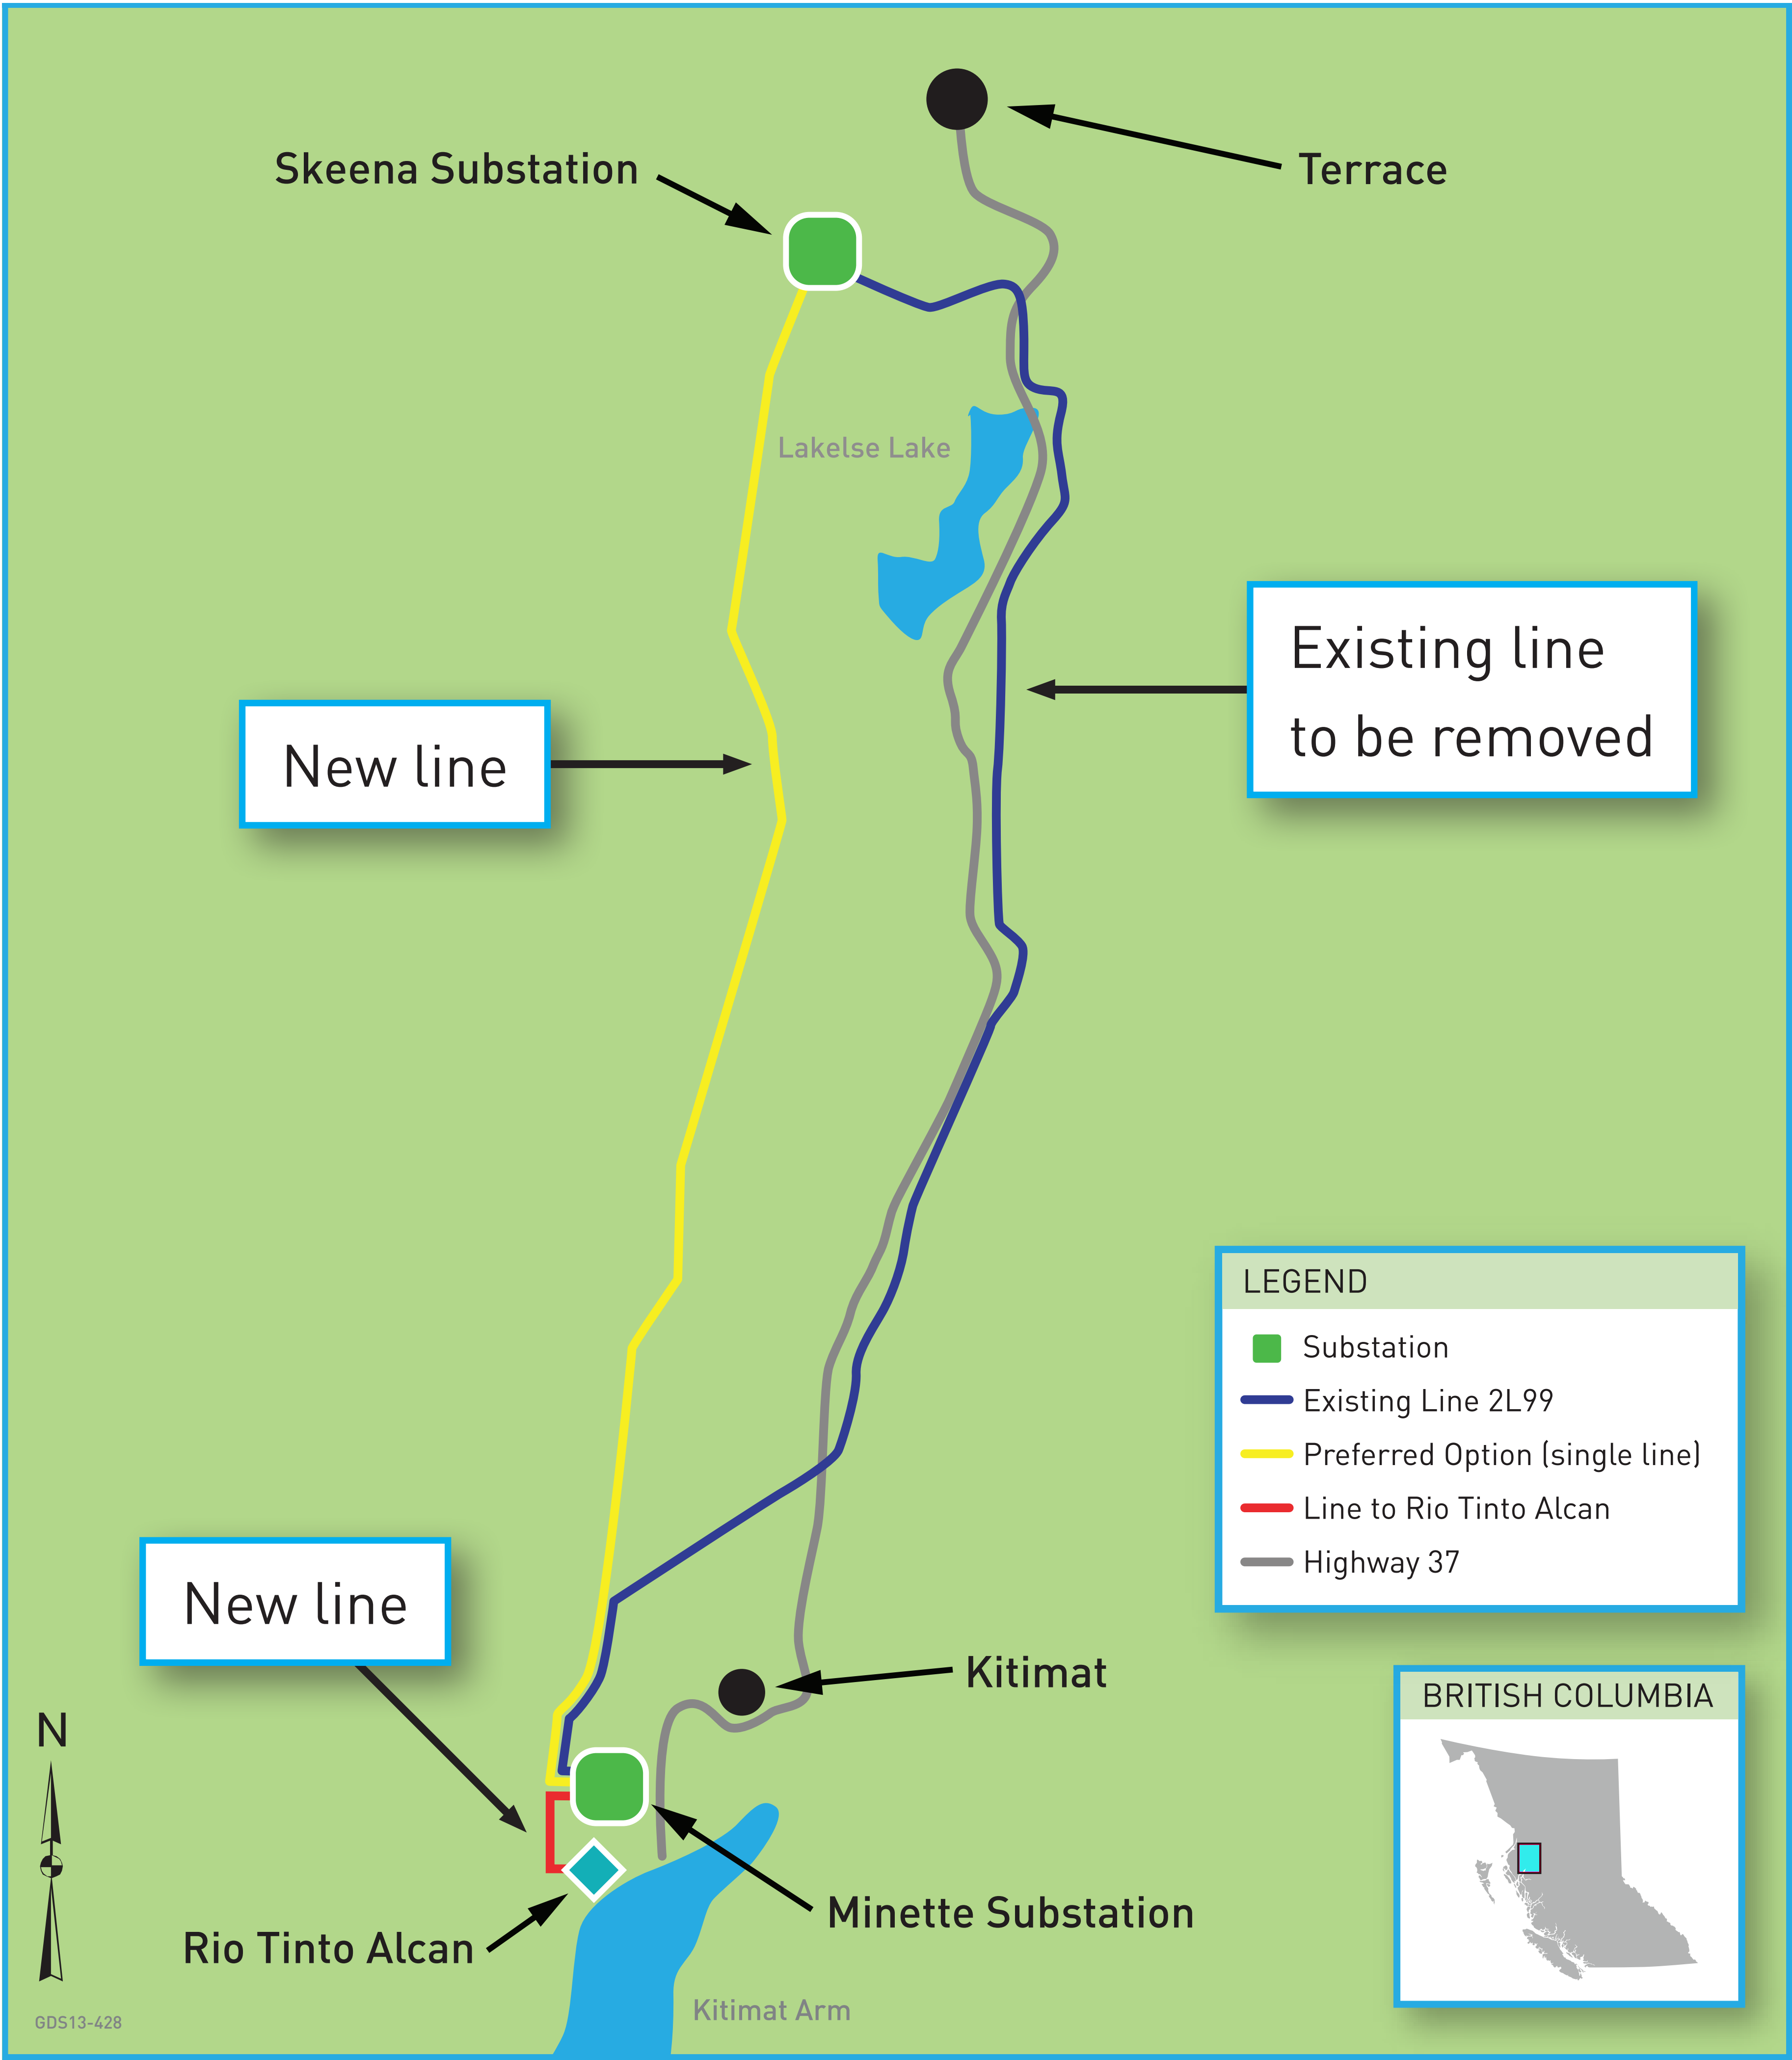 Terrace
Skeena Substation
Lakelse Lake
Existing line
to be removed
New line
LEGEND
Substation
Existing Line 2L99
Preferred Option (single line)
Line to Rio Tinto Alcan
Highway 37
New line
Kitimat
BRITISH COLUMBIA
N
Minette Substation
Rio Tinto Alcan
Kitimat Arm
GDS13-428